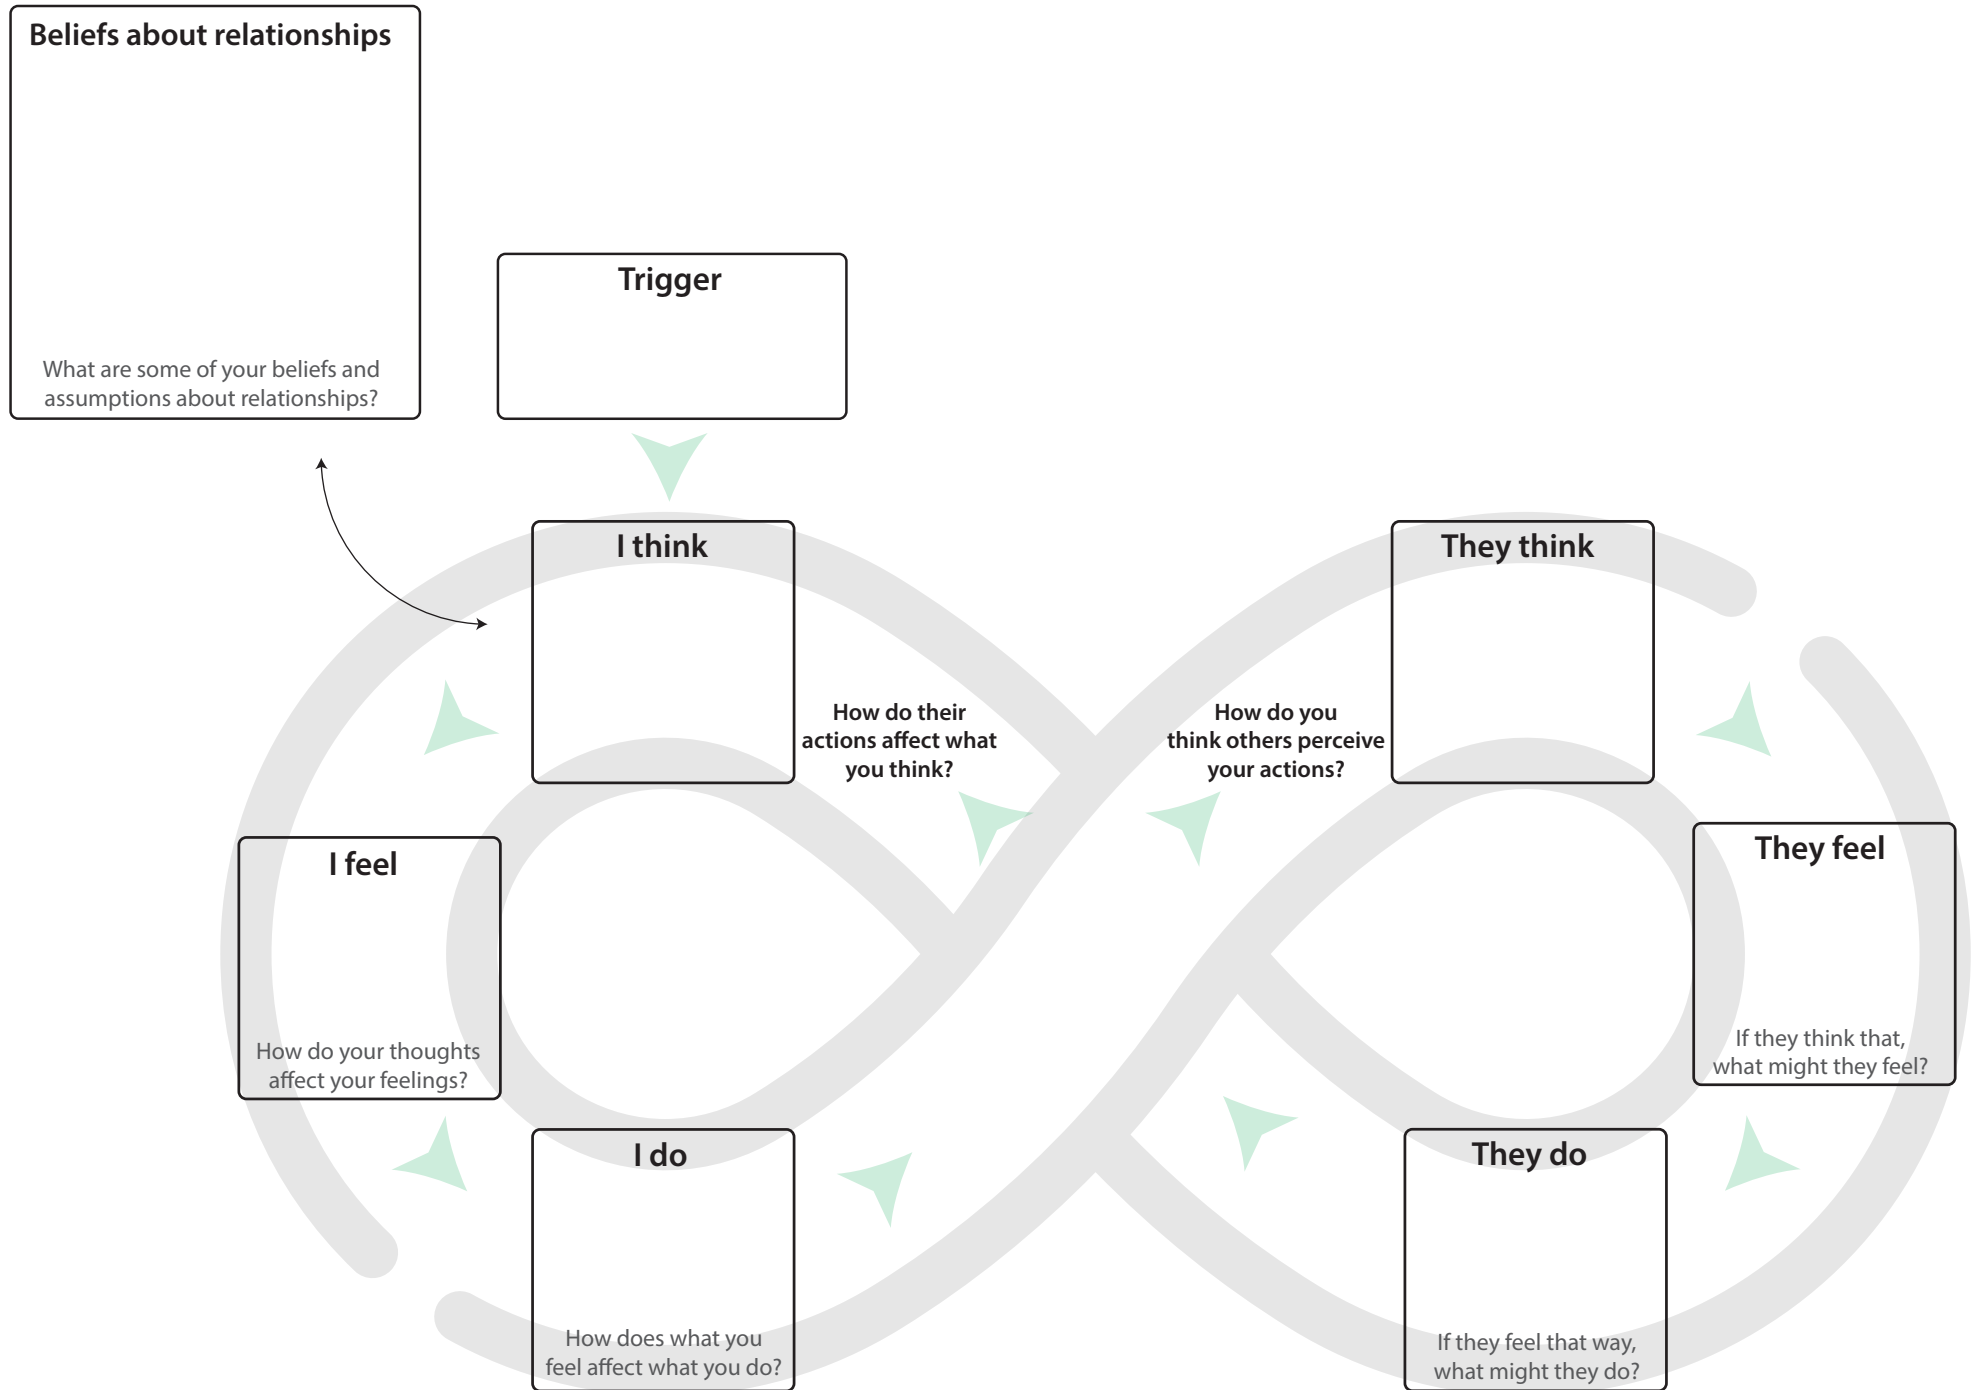 Beliefs about relationships
What are some of your beliefs and
assumptions about relationships?
Trigger
I think
How do their
actions affect what
you think?
I feel
How do your thoughts
affect your feelings?
I do
How does what you
feel affect what you do?
How do you
think others perceive
your actions?
They think
They feel
If they think that,
what might they feel?
They do
If they feel that way,
what might they do?